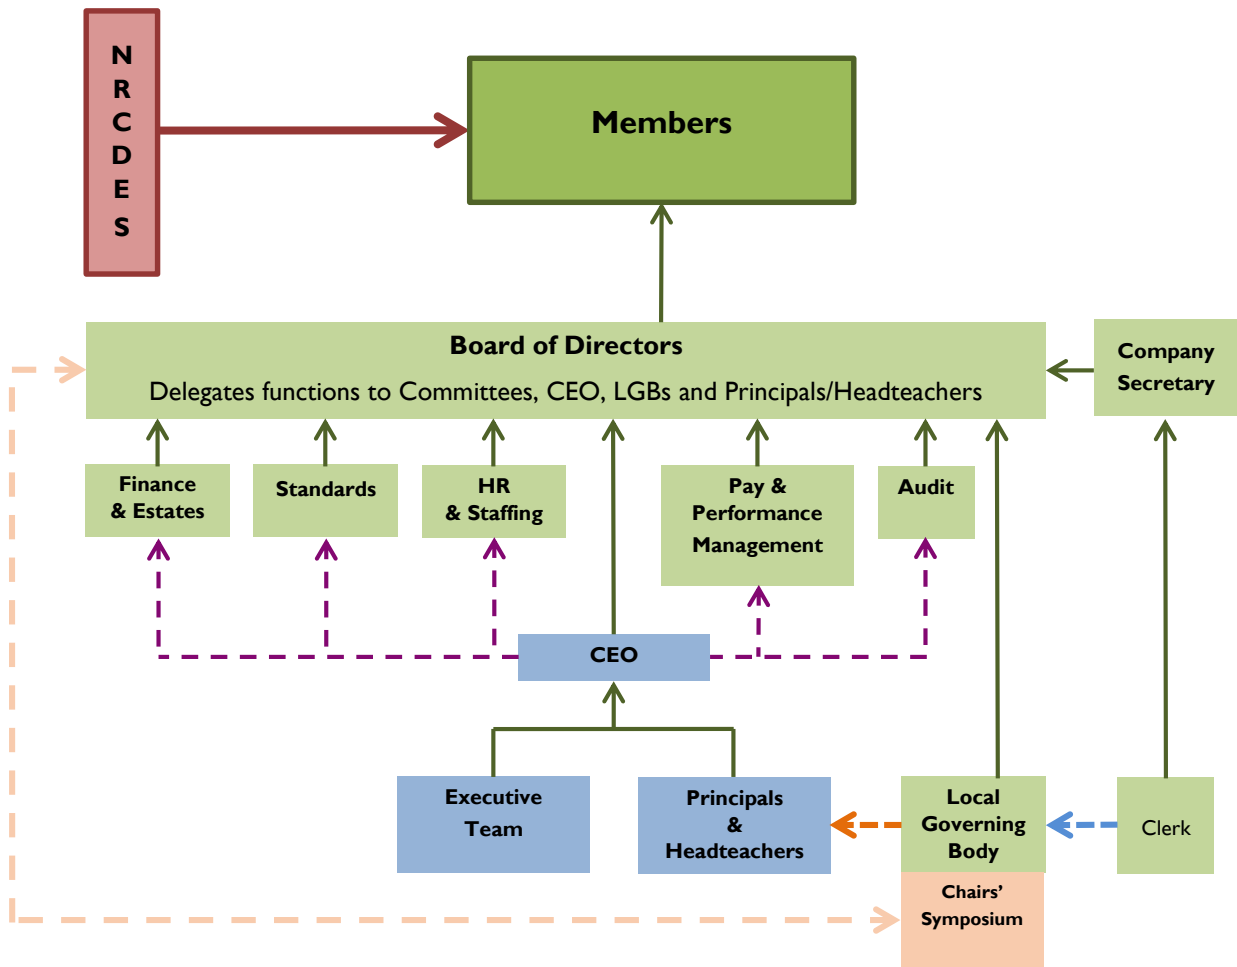 N
R
C
D
E
S
Members
Board of Directors
Delegates functions to Committees, CEO, LGBs and Principals/Headteachers
Company
Secretary
Finance
& Estates
Standards
HR
& Staffing
Pay &
Performance
Management
Audit
CEO
Executive
Team
Principals
&
Headteachers
Local
Governing
Body
Clerk
Chairs’
Symposium